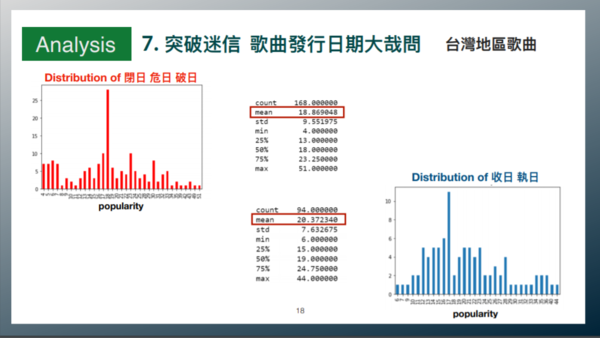 Analysis
7. 突破迷信 歌曲發行日期大哉問
台灣地區歌曲
Distribution of 閉日 危日 破日
25
20
15
10
5
0
popularity
count 168.000000
mean 18.869048
std 9.551975
min 4.000000
25% 13.000000
50% 18.000000
75% 23.250000
max 51.000000
count 94.000000
mean 20.372340
std 7.632675
min 6.000000
25% 15.000000
50% 19.000000
75% 24.750000
max 44.000000
Distribution of 收日 執日
10
8
6
4
2
0
popularity
18